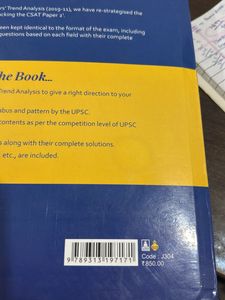 rs' Trend Analysis (2019-11), we have re-strategised the
cking the CSAT Paper 2'.
een kept identical to the format of the exam, including
questions based on each field with their complete
he Book...
Trend Analysis to give a right direction to your
abus and pattern by the UPSC.
contents as per the competition level of UPSC
s along with their complete solutions.
etc., are included.
9 789313 197171
Code : J304
₹850.00